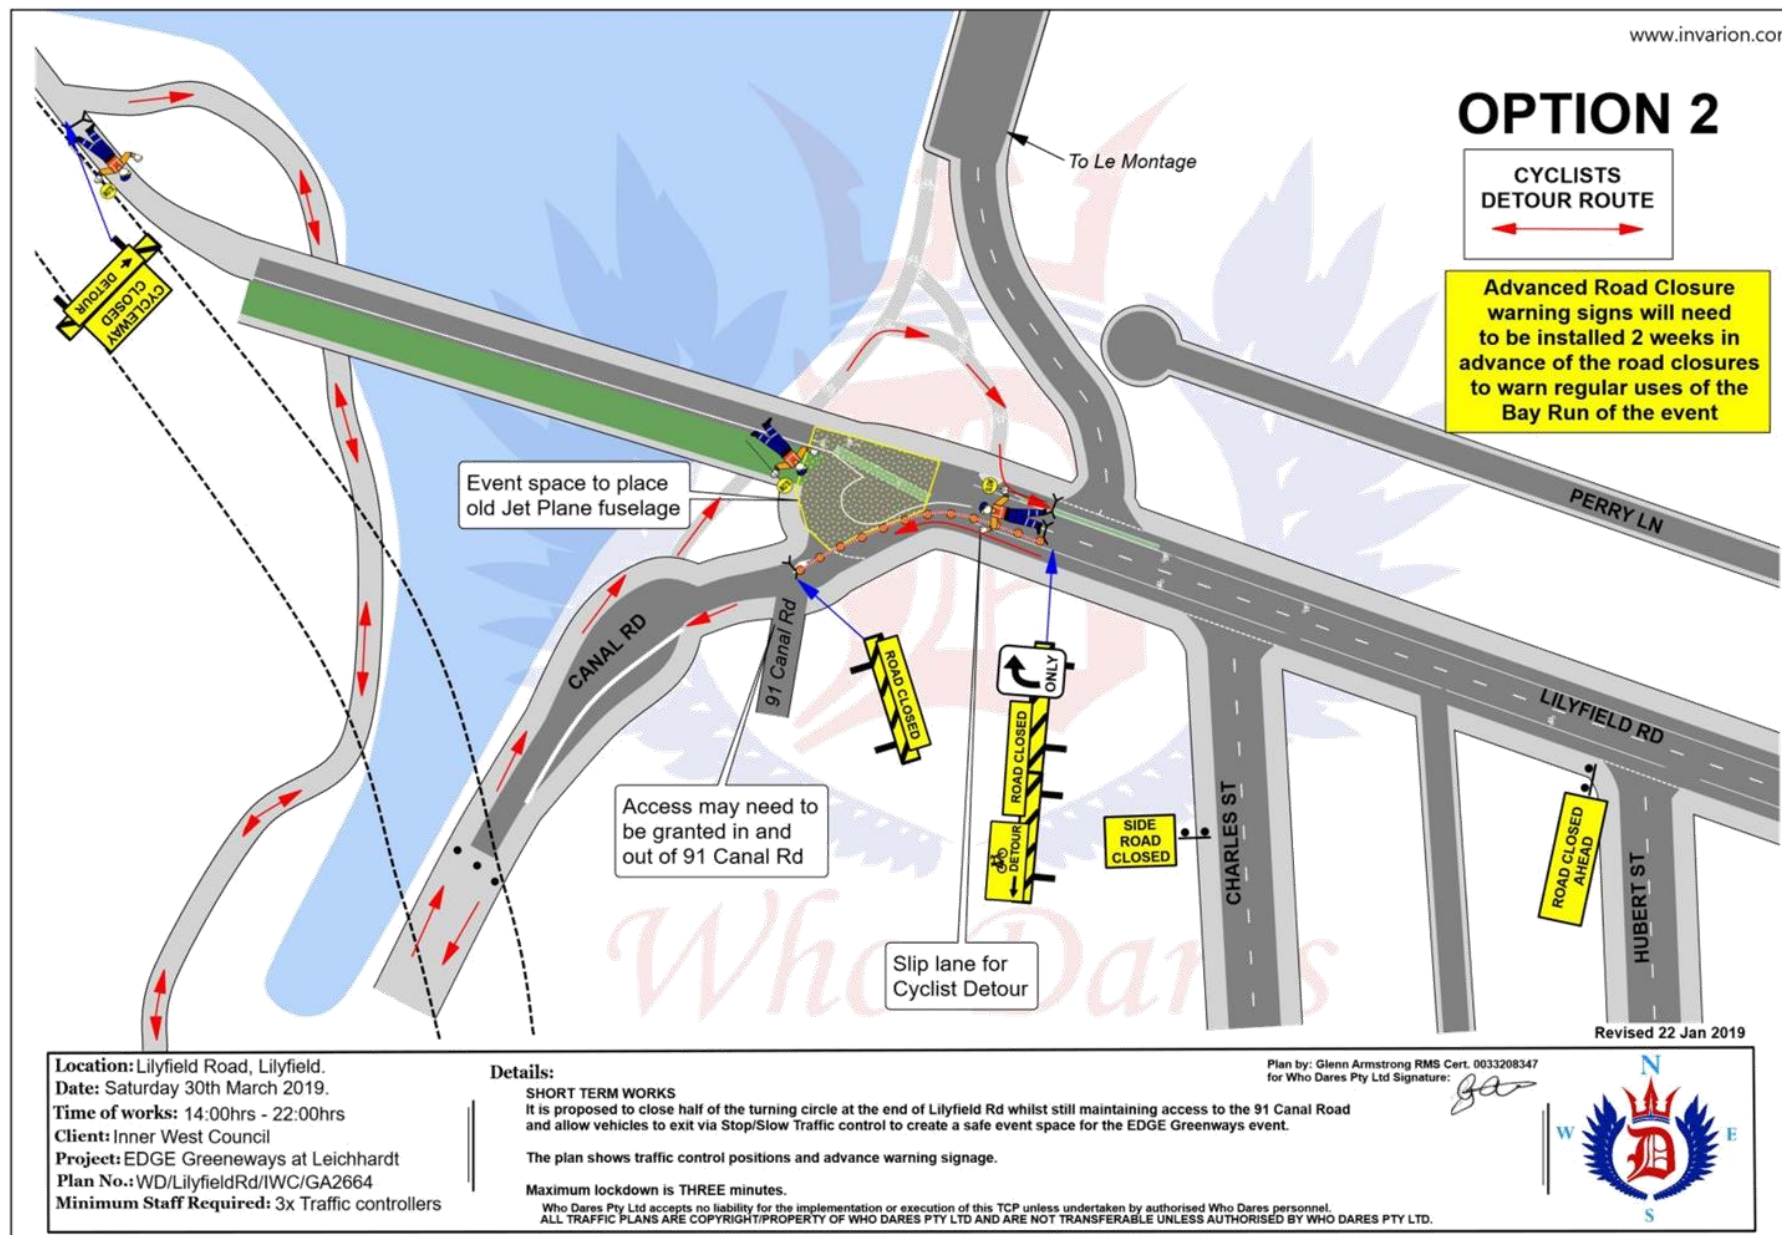 www.invarion.com
OPTION 2
CYCLISTS
DETOUR ROUTE
Advanced Road Closure
warning signs will need
to be installed 2 weeks in
advance of the road closures
to warn regular uses of the
Bay Run of the event
To Le Montage
DETOUR
CYCLEWAY
CLOSED
Event space to place
old Jet Plane fuselage
PERRY LN
CANAL RD
91 Canal Rd
ROAD CLOSED
ONLY
ROAD CLOSED
DETOUR
LILYFIELD RD
Access may need to
be granted in and
out of 91 Canal Rd
SIDE
ROAD
CLOSED
CHARLES ST
ROAD CLOSED
AHEAD
HUBERT ST
Slip lane for
Cyclist Detour
Who Dares
Revised 22 Jan 2019
Location: Lilyfield Road, Lilyfield.
Date: Saturday 30th March 2019.
Time of works: 14:00hrs - 22:00hrs
Client: Inner West Council
Project: EDGE Greeneways at Leichhardt
Plan No.: WD/LilyfieldRd/IWC/GA2664
Minimum Staff Required: 3x Traffic controllers
Details:
SHORT TERM WORKS
It is proposed to close half of the turning circle at the end of Lilyfield Rd whilst still maintaining access to the 91 Canal Road
and allow vehicles to exit via Stop/Slow Traffic control to create a safe event space for the EDGE Greenways event.
The plan shows traffic control positions and advance warning signage.
Maximum lockdown is THREE minutes.
Who Dares Pty Ltd accepts no liability for the implementation or execution of this TCP unless undertaken by authorised Who Dares personnel.
ALL TRAFFIC PLANS ARE COPYRIGHT/PROPERTY OF WHO DARES PTY LTD AND ARE NOT TRANSFERABLE UNLESS AUTHORISED BY WHO DARES PTY LTD.
Plan by: Glenn Armstrong RMS Cert. 0033208347
for Who Dares Pty Ltd Signature:
N
W
E
D
S